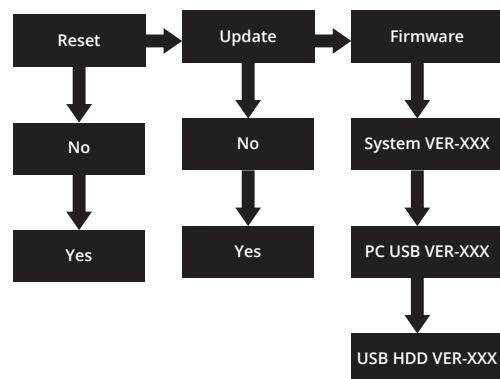 Reset
Update
Firmware
No
No
System VER-XXX
Yes
Yes
PC USB VER-XXX
USB HDD VER-XXX